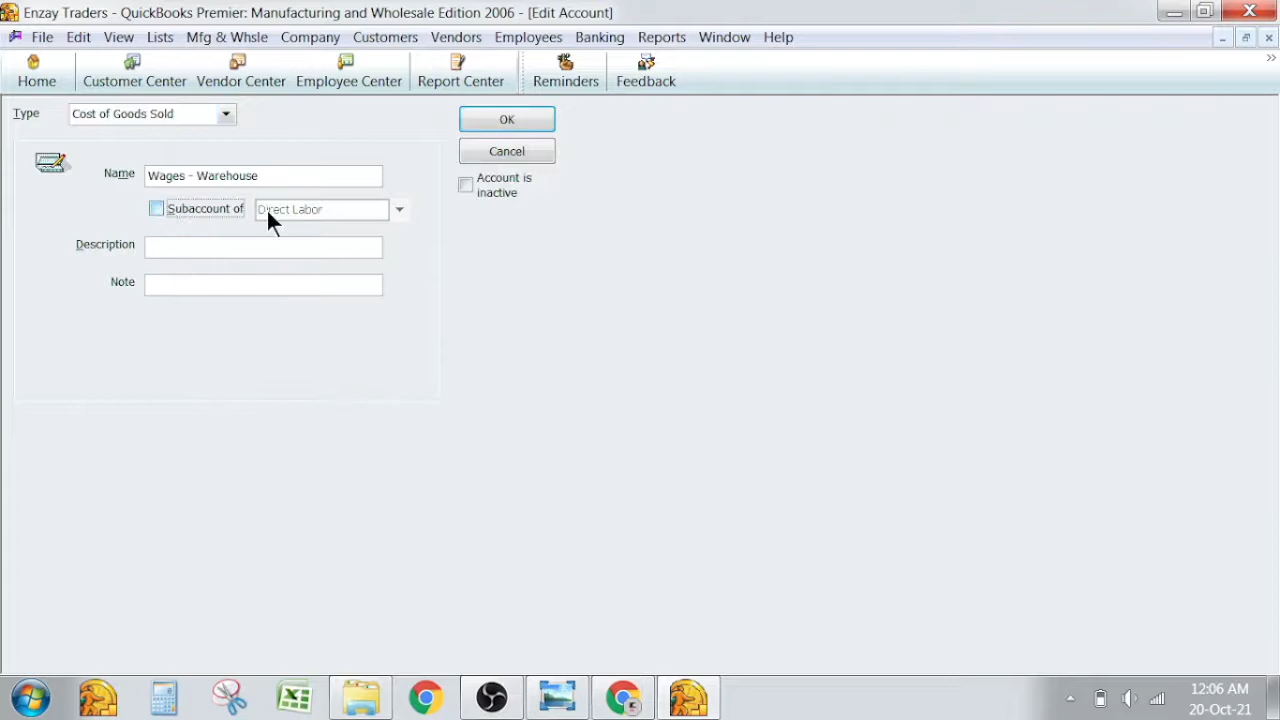 Enzay Traders - QuickBooks Premier: Manufacturing and Wholesale Edition 2006 - [Edit Account]
File Edit View Lists Mfg & Whsle Company Customers Vendors Employees Banking Reports Window Help
Home Customer Center Vendor Center Employee Center Report Center Reminders Feedback
Type Cost of Goods Sold
OK
Cancel
Account is
inactive
Name Wages - Warehouse
Subaccount of Direct Labor
Description
Note
12:06 AM
20-Oct-21